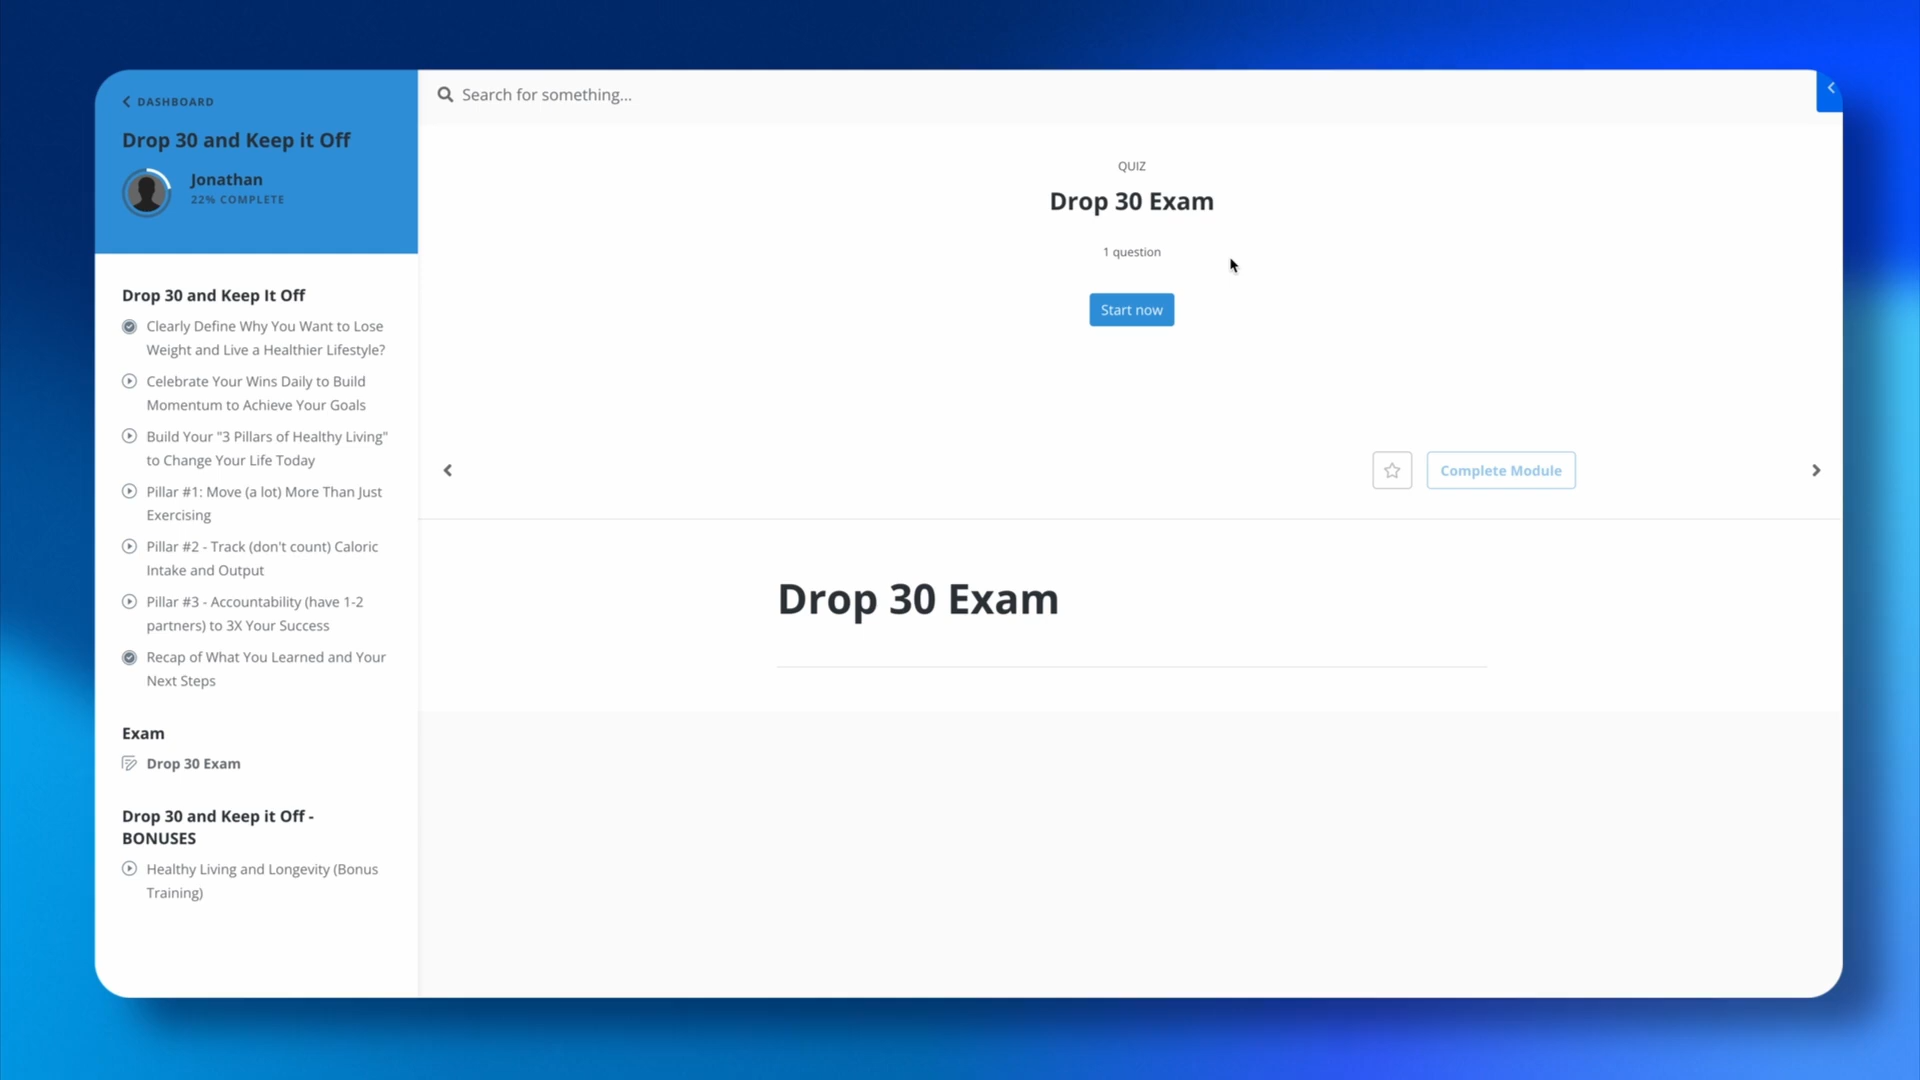 DASHBOARD
Drop 30 and Keep it Off
Jonathan
22% COMPLETE
Drop 30 and Keep It Off
Clearly Define Why You Want to Lose
Weight and Live a Healthier Lifestyle?
Celebrate Your Wins Daily to Build
Momentum to Achieve Your Goals
Build Your "3 Pillars of Healthy Living"
to Change Your Life Today
Pillar #1: Move (a lot) More Than Just
Exercising
Pillar #2 - Track (don't count) Caloric
Intake and Output
Pillar #3 - Accountability (have 1-2
partners) to 3X Your Success
Recap of What You Learned and Your
Next Steps
Exam
Drop 30 Exam
Drop 30 and Keep it Off -
BONUSES
Healthy Living and Longevity (Bonus
Training)
Search for something...
QUIZ
Drop 30 Exam
1 question
Start now
Complete Module
Drop 30 Exam